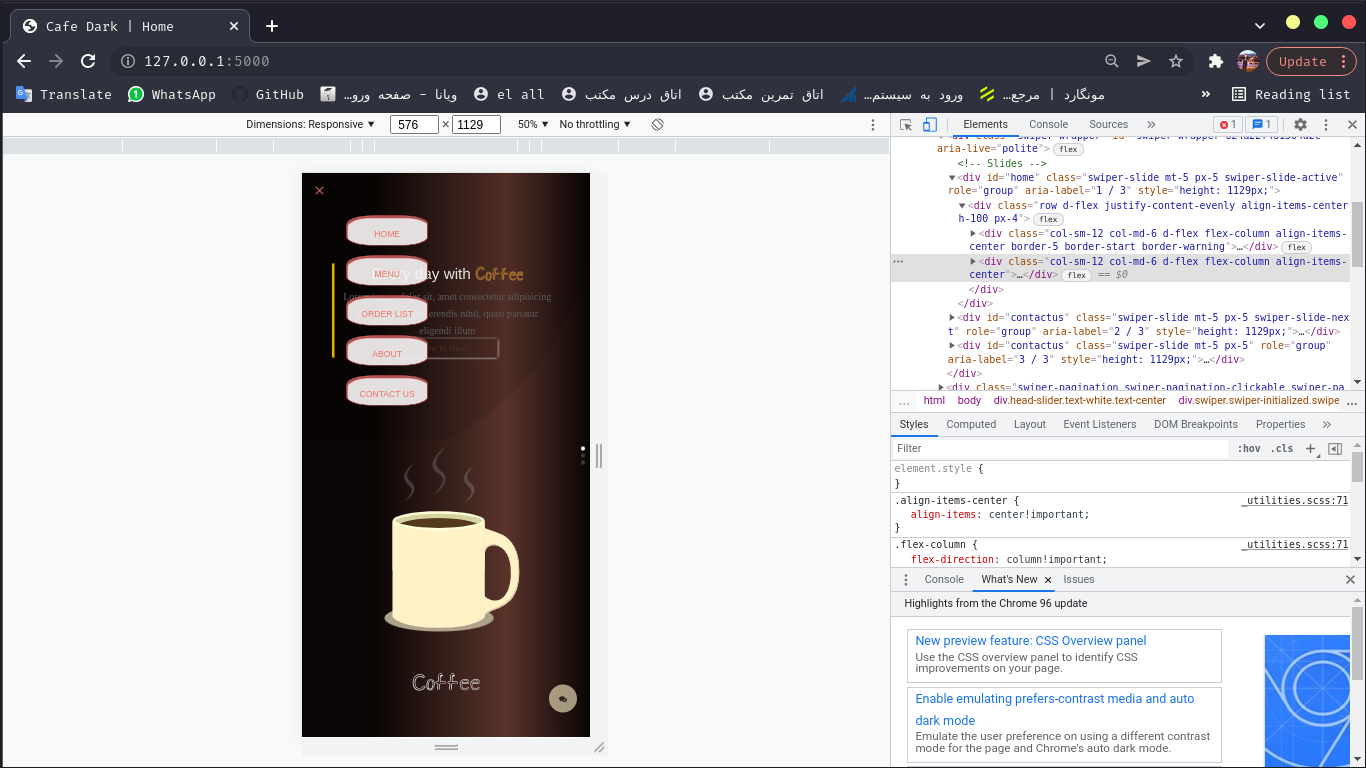 Cafe Dark | Home
127.0.0.1:5000
Update
Translate
WhatsApp
GitHub
ویانا - صفحه ورو...
el all
اتاق درس مکتب
اتاق تمرین مکتب
ورود به سیستم...
مونگارد | مرجع...
»
Reading list
Dimensions: Responsive
576 × 1129
50%
No throttling
Elements
Console
Sources
»
1
1
aria-live="polite">
flex
<!-- Slides -->
<div id="home" class="swiper-slide mt-5 px-5 swiper-slide-active"
role="group" aria-label="1 / 3" style="height: 1129px;">
<div class="row d-flex justify-content-evenly align-items-center
h-100 px-4">
flex
<div class="col-sm-12 col-md-6 d-flex flex-column align-items-
center border-5 border-start border-warning">…</div>
flex
<div class="col-sm-12 col-md-6 d-flex flex-column align-items-
center">…</div>
flex
== $0
</div>
</div>
<div id="contactus" class="swiper-slide mt-5 px-5 swiper-slide-nex
t" role="group" aria-label="2 / 3" style="height: 1129px;">…</div>
<div id="contactus" class="swiper-slide mt-5 px-5" role="group"
aria-label="3 / 3" style="height: 1129px;">…</div>
</div>
<div class="swiper-pagination swiper-pagination-clickable swiper-pa
...
html
body
div.head-slider.text-white.text-center
div.swiper.swiper-initialized.swipe
...
Styles
Computed
Layout
Event Listeners
DOM Breakpoints
Properties
»
Filter
:hov
.cls
element.style {
}
.align-items-center {
_utilities.scss:71
align-items: center!important;
}
.flex-column {
_utilities.scss:71
flex-direction: column!important;
Console
What's New
Issues
Highlights from the Chrome 96 update
New preview feature: CSS Overview panel
Use the CSS overview panel to identify CSS
improvements on your page.
Enable emulating prefers-contrast media and auto
dark mode
Emulate the user preference on using a different contrast
mode for the page and Chrome's auto dark mode.
HOME
MENU
day with Coffee
sit, amet consectetur adipisicing
ORDER LIST
nihil, quasi pariatur
eligendi illum
ABOUT
CONTACT US
Coffee